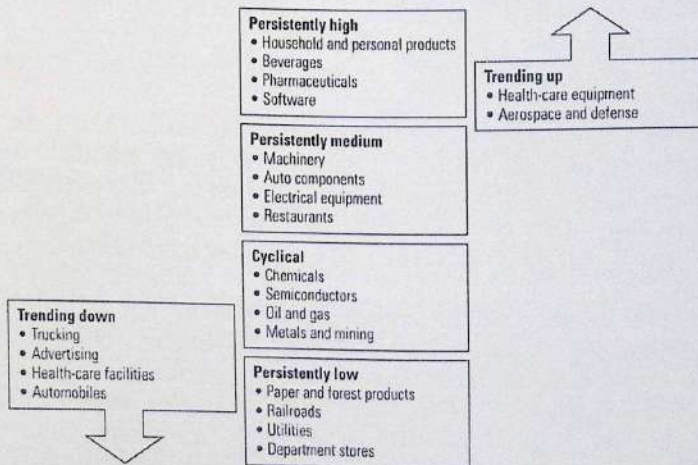 Persistently high
• Household and personal products
• Beverages
• Pharmaceuticals
• Software
Trending up
• Health-care equipment
• Aerospace and defense
Persistently medium
• Machinery
• Auto components
• Electrical equipment
• Restaurants
Cyclical
• Chemicals
• Semiconductors
• Oil and gas
• Metals and mining
Trending down
• Trucking
• Advertising
• Health-care facilities
• Automobiles
Persistently low
• Paper and forest products
• Railroads
• Utilities
• Department stores